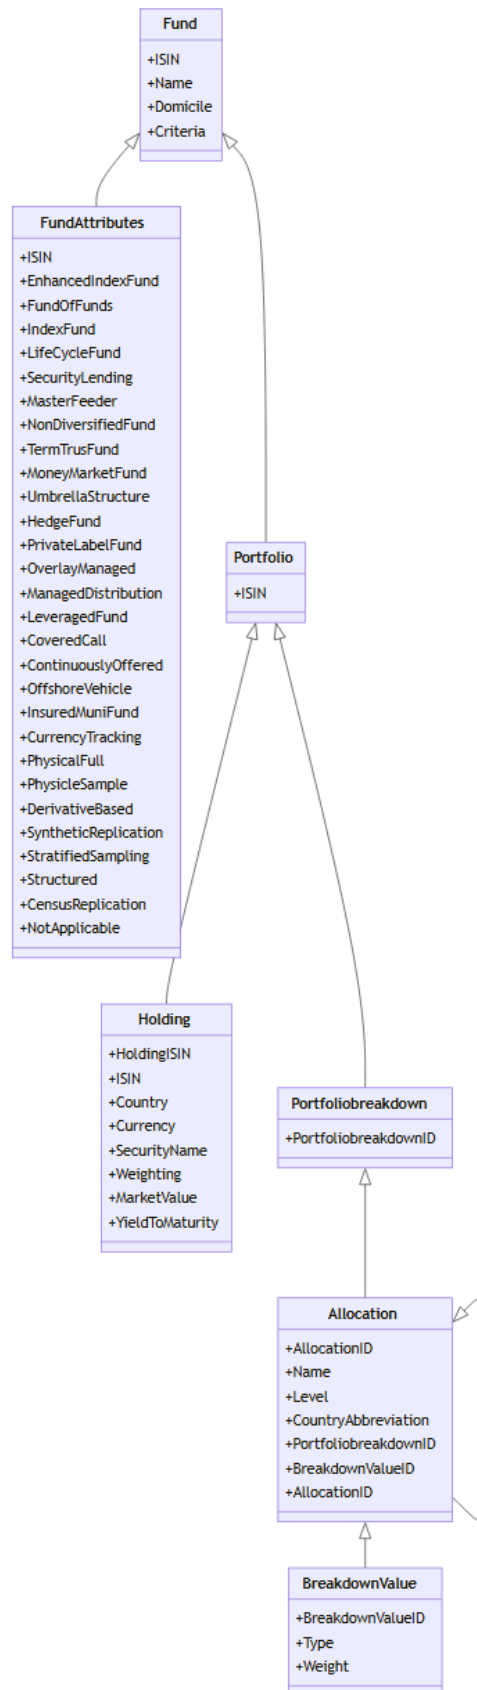 Fund
+ISIN
+Name
+Domicile
+Criteria
FundAttributes
+ISIN
+EnhancedIndexFund
+FundOfFunds
+IndexFund
+LifeCycleFund
+SecurityLending
+MasterFeeder
+NonDiversifiedFund
+TermTrusFund
+MoneyMarketFund
+UmbrellaStructure
+HedgeFund
+PrivateLabelFund
+OverlayManaged
+ManagedDistribution
+LeveragedFund
+CoveredCall
+ContinuouslyOffered
+OffshoreVehicle
+InsuredMuniFund
+CurrencyTracking
+PhysicalFull
+PhysicleSample
+DerivativeBased
+SyntheticReplication
+StratifiedSampling
+Structured
+CensusReplication
+NotApplicable
Portfolio
+ISIN
Holding
+HoldingISIN
+ISIN
+Country
+Currency
+SecurityName
+Weighting
+MarketValue
+YieldToMaturity
Portfoliobreakdown
+PortfoliobreakdownID
Allocation
+AllocationID
+Name
+Level
+CountryAbbreviation
+PortfoliobreakdownID
+BreakdownValueID
+AllocationID
BreakdownValue
+BreakdownValueID
+Type
+Weight